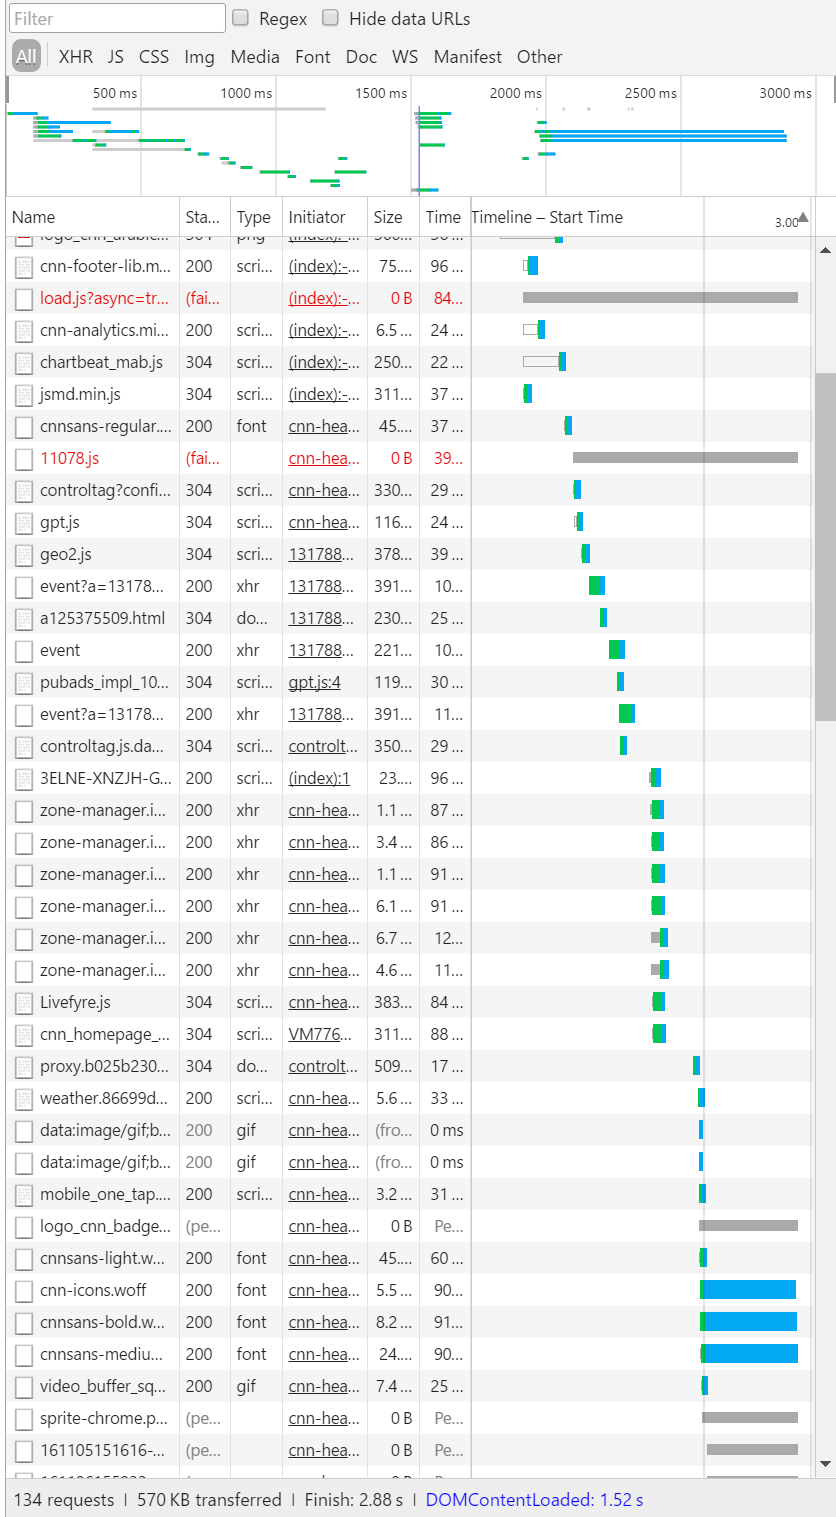 Filter Regex Hide data URLs
All XHR JS CSS Img Media Font Doc WS Manifest Other
500 ms 1000 ms 1500 ms 2000 ms 2500 ms 3000 ms
Name Sta... Type Initiator Size Time Timeline – Start Time 3.00
logo_cnn_arabic... 304 png (index):-...
cnn-footer-lib.m... 200 scri... (index):-... 75.... 96 ...
load.js?async=tr... (fai... (index):-... 0 B 84...
cnn-analytics.mi... 200 scri... (index):-... 6.5 ... 24 ...
chartbeat_mab.js 304 scri... (index):-... 250... 22 ...
jsmd.min.js 304 scri... (index):-... 311... 37 ...
cnnsans-regular.... 200 font cnn-hea... 45.... 37 ...
11078.js (fai... cnn-hea... 0 B 39...
controltag?confi... 304 scri... cnn-hea... 330... 29 ...
gpt.js 304 scri... cnn-hea... 116... 24 ...
geo2.js 304 scri... 131788... 378... 39 ...
event?a=13178... 200 xhr 131788... 391... 10...
a125375509.html 304 do... 131788... 230... 25 ...
event 200 xhr 131788... 221... 10...
pubads_impl_10... 304 scri... gpt.js:4 119... 30 ...
event?a=13178... 200 xhr 131788... 391... 11...
controltag.js.da... 304 scri... controlt... 350... 29 ...
3ELNE-XNZJH-G... 200 scri... (index):1 23.... 96 ...
zone-manager.i... 200 xhr cnn-hea... 1.1 ... 87 ...
zone-manager.i... 200 xhr cnn-hea... 3.4 ... 86 ...
zone-manager.i... 200 xhr cnn-hea... 1.1 ... 91 ...
zone-manager.i... 200 xhr cnn-hea... 6.1 ... 91 ...
zone-manager.i... 200 xhr cnn-hea... 6.7 ... 12...
zone-manager.i... 200 xhr cnn-hea... 4.6 ... 11...
Livefyre.js 304 scri... cnn-hea... 383... 84 ...
cnn_homepage_... 304 scri... VM776... 311... 88 ...
proxy.b025b230... 304 do... controlt... 509... 17 ...
weather.86699d... 200 scri... cnn-hea... 5.6 ... 33 ...
data:image/gif;b... 200 gif cnn-hea... (fro... 0 ms
data:image/gif;b... 200 gif cnn-hea... (fro... 0 ms
mobile_one_tap.... 200 scri... cnn-hea... 3.2 ... 31 ...
logo_cnn_badge... (pe... cnn-hea... 0 B Pe...
cnnsans-light.w... 200 font cnn-hea... 45.... 60 ...
cnn-icons.woff 200 font cnn-hea... 5.5 ... 90...
cnnsans-bold.w... 200 font cnn-hea... 8.2 ... 91...
cnnsans-mediu... 200 font cnn-hea... 24.... 90...
video_buffer_sq... 200 gif cnn-hea... 7.4 ... 25 ...
sprite-chrome.p... (pe... cnn-hea... 0 B Pe...
161105151616-... (pe... cnn-hea... 0 B Pe...
134 requests | 570 KB transferred | Finish: 2.88 s | DOMContentLoaded: 1.52 s